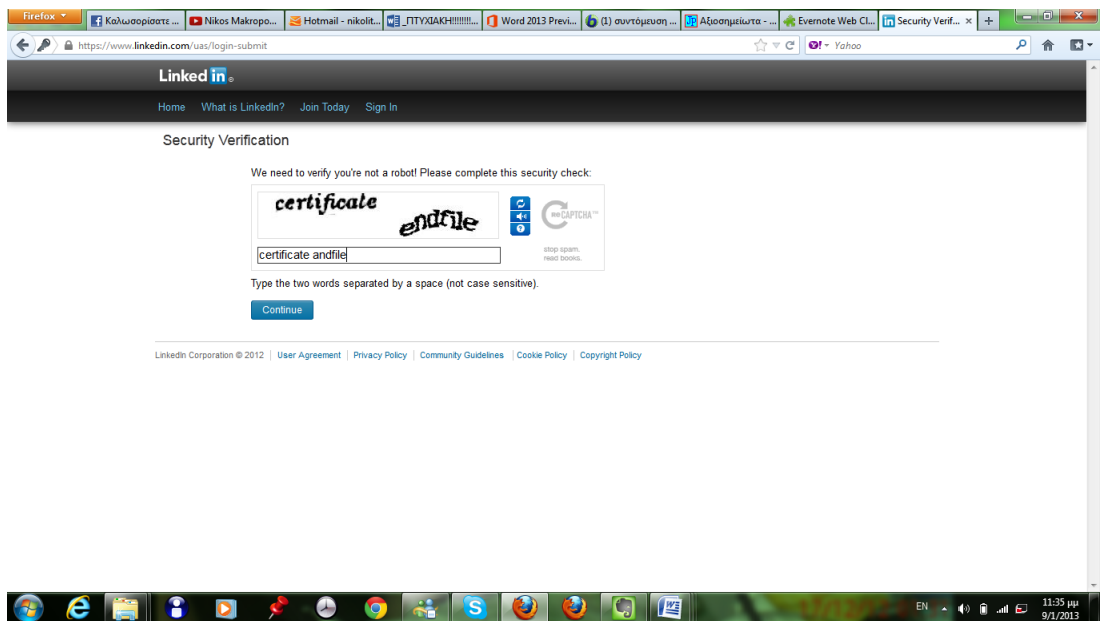 Firefox
Καλωσορίσατε ...
Nikos Makropo...
Hotmail - nikolit...
_ΠΤΥΧΙΑΚΗ!!!!!!!!...
Word 2013 Previ...
(1) συντόμευση ...
Αξιοσημείωτα - ...
Evernote Web Cl...
Security Verif...
https://www.linkedin.com/uas/login-submit
Yahoo
Linked in
Home What is LinkedIn? Join Today Sign In
Security Verification
We need to verify you're not a robot! Please complete this security check:
certificate endfile
reCAPTCHA™
certificate andfile
stop spam.
read books.
Type the two words separated by a space (not case sensitive).
Continue
LinkedIn Corporation © 2012 | User Agreement | Privacy Policy | Community Guidelines | Cookie Policy | Copyright Policy
EN
11:35 μμ
9/1/2013